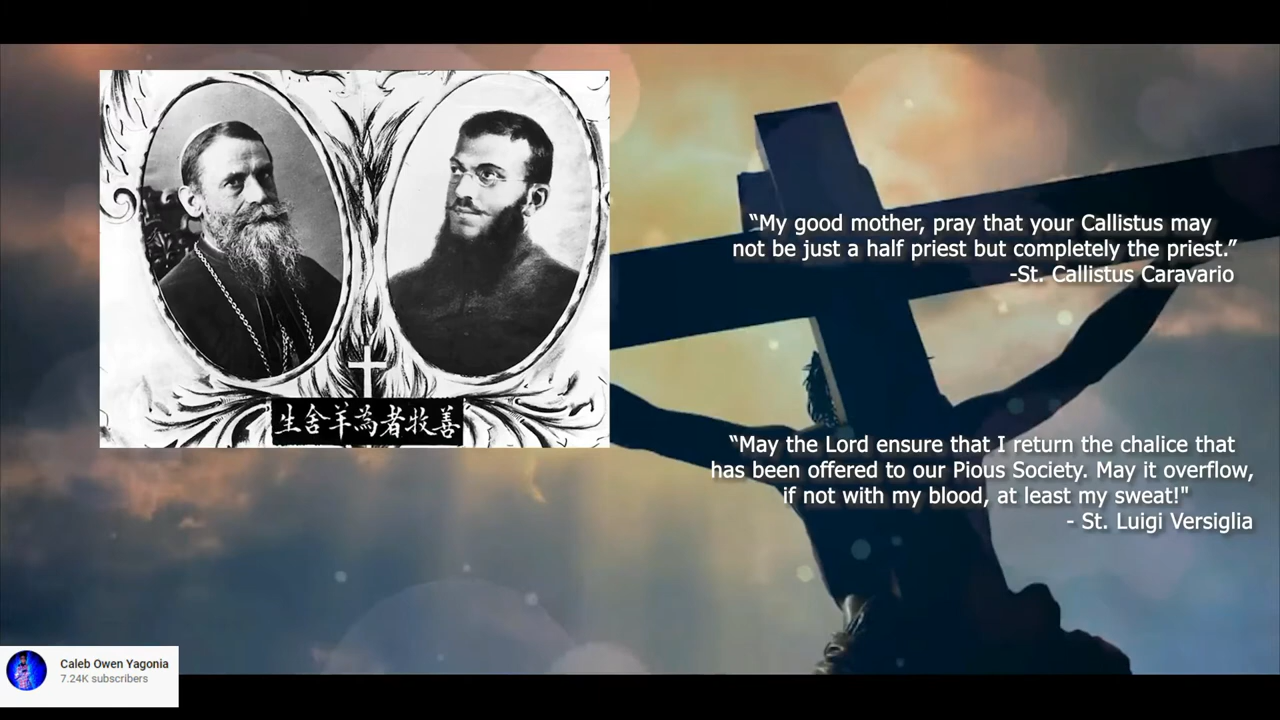 善牧者為羊舍生
“My good mother, pray that your Callistus may
not be just a half priest but completely the priest.”
-St. Callistus Caravario
“May the Lord ensure that I return the chalice that
has been offered to our Pious Society. May it overflow,
if not with my blood, at least my sweat!"
- St. Luigi Versiglia
Caleb Owen Yagonia
7.24K subscribers